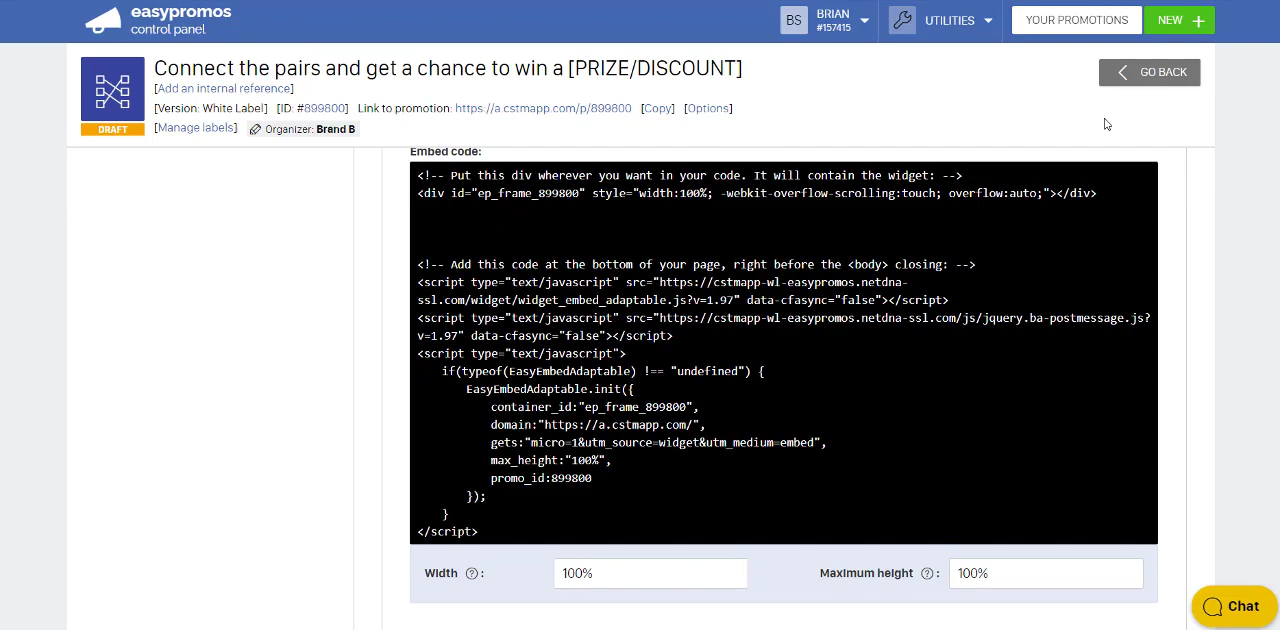 easypromos
control panel
BS
BRIAN
#157415
UTILITIES
YOUR PROMOTIONS
NEW +
DRAFT
Connect the pairs and get a chance to win a [PRIZE/DISCOUNT]
[Add an internal reference]
[Version: White Label] [ID: #899800] Link to promotion: https://a.cstmapp.com/p/899800 [Copy] [Options]
[Manage labels] Organizer: Brand B
GO BACK
Embed code:
<!-- Put this div wherever you want in your code. It will contain the widget: -->
<div id="ep_frame_899800" style="width:100%; -webkit-overflow-scrolling:touch; overflow:auto;"></div>
<!-- Add this code at the bottom of your page, right before the <body> closing: -->
<script type="text/javascript" src="https://cstmapp-wl-easypromos.netdna-
ssl.com/widget/widget_embed_adaptable.js?v=1.97" data-cfasync="false"></script>
<script type="text/javascript" src="https://cstmapp-wl-easypromos.netdna-ssl.com/js/jquery.ba-postmessage.js?
v=1.97" data-cfasync="false"></script>
<script type="text/javascript">
if(typeof(EasyEmbedAdaptable) !== "undefined") {
EasyEmbedAdaptable.init({
container_id:"ep_frame_899800",
domain:"https://a.cstmapp.com/",
gets:"micro=1&utm_source=widget&utm_medium=embed",
max_height:"100%",
promo_id:899800
});
}
</script>
Width ? : 100%
Maximum height ? : 100%
Chat